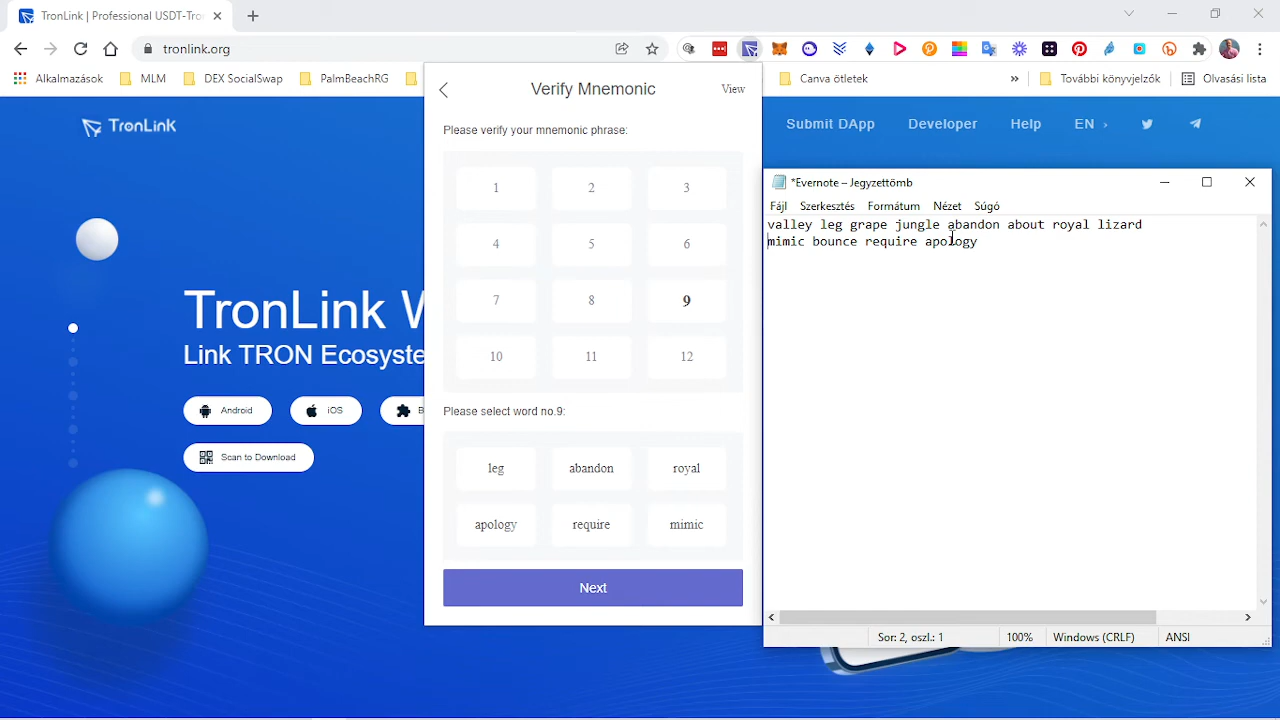 TronLink | Professional USDT-Tro
tronlink.org
Alkalmazások
MLM
DEX SocialSwap
PalmBeachRG
Canva ötletek
»
További könyvjelzők
Olvasási lista
TronLink
Submit DApp
Developer
Help
EN
TronLink W
Link TRON Ecosyste
Android
iOS
B
Scan to Download
Verify Mnemonic
View
Please verify your mnemonic phrase:
1 2 3
4 5 6
7 8 9
10 11 12
Please select word no.9:
leg abandon royal
apology require mimic
Next
*Evernote – Jegyzettömb
Fájl Szerkesztés Formátum Nézet Súgó
valley leg grape jungle abandon about royal lizard
mimic bounce require apology
Sor: 2, oszl.: 1
100%
Windows (CRLF)
ANSI